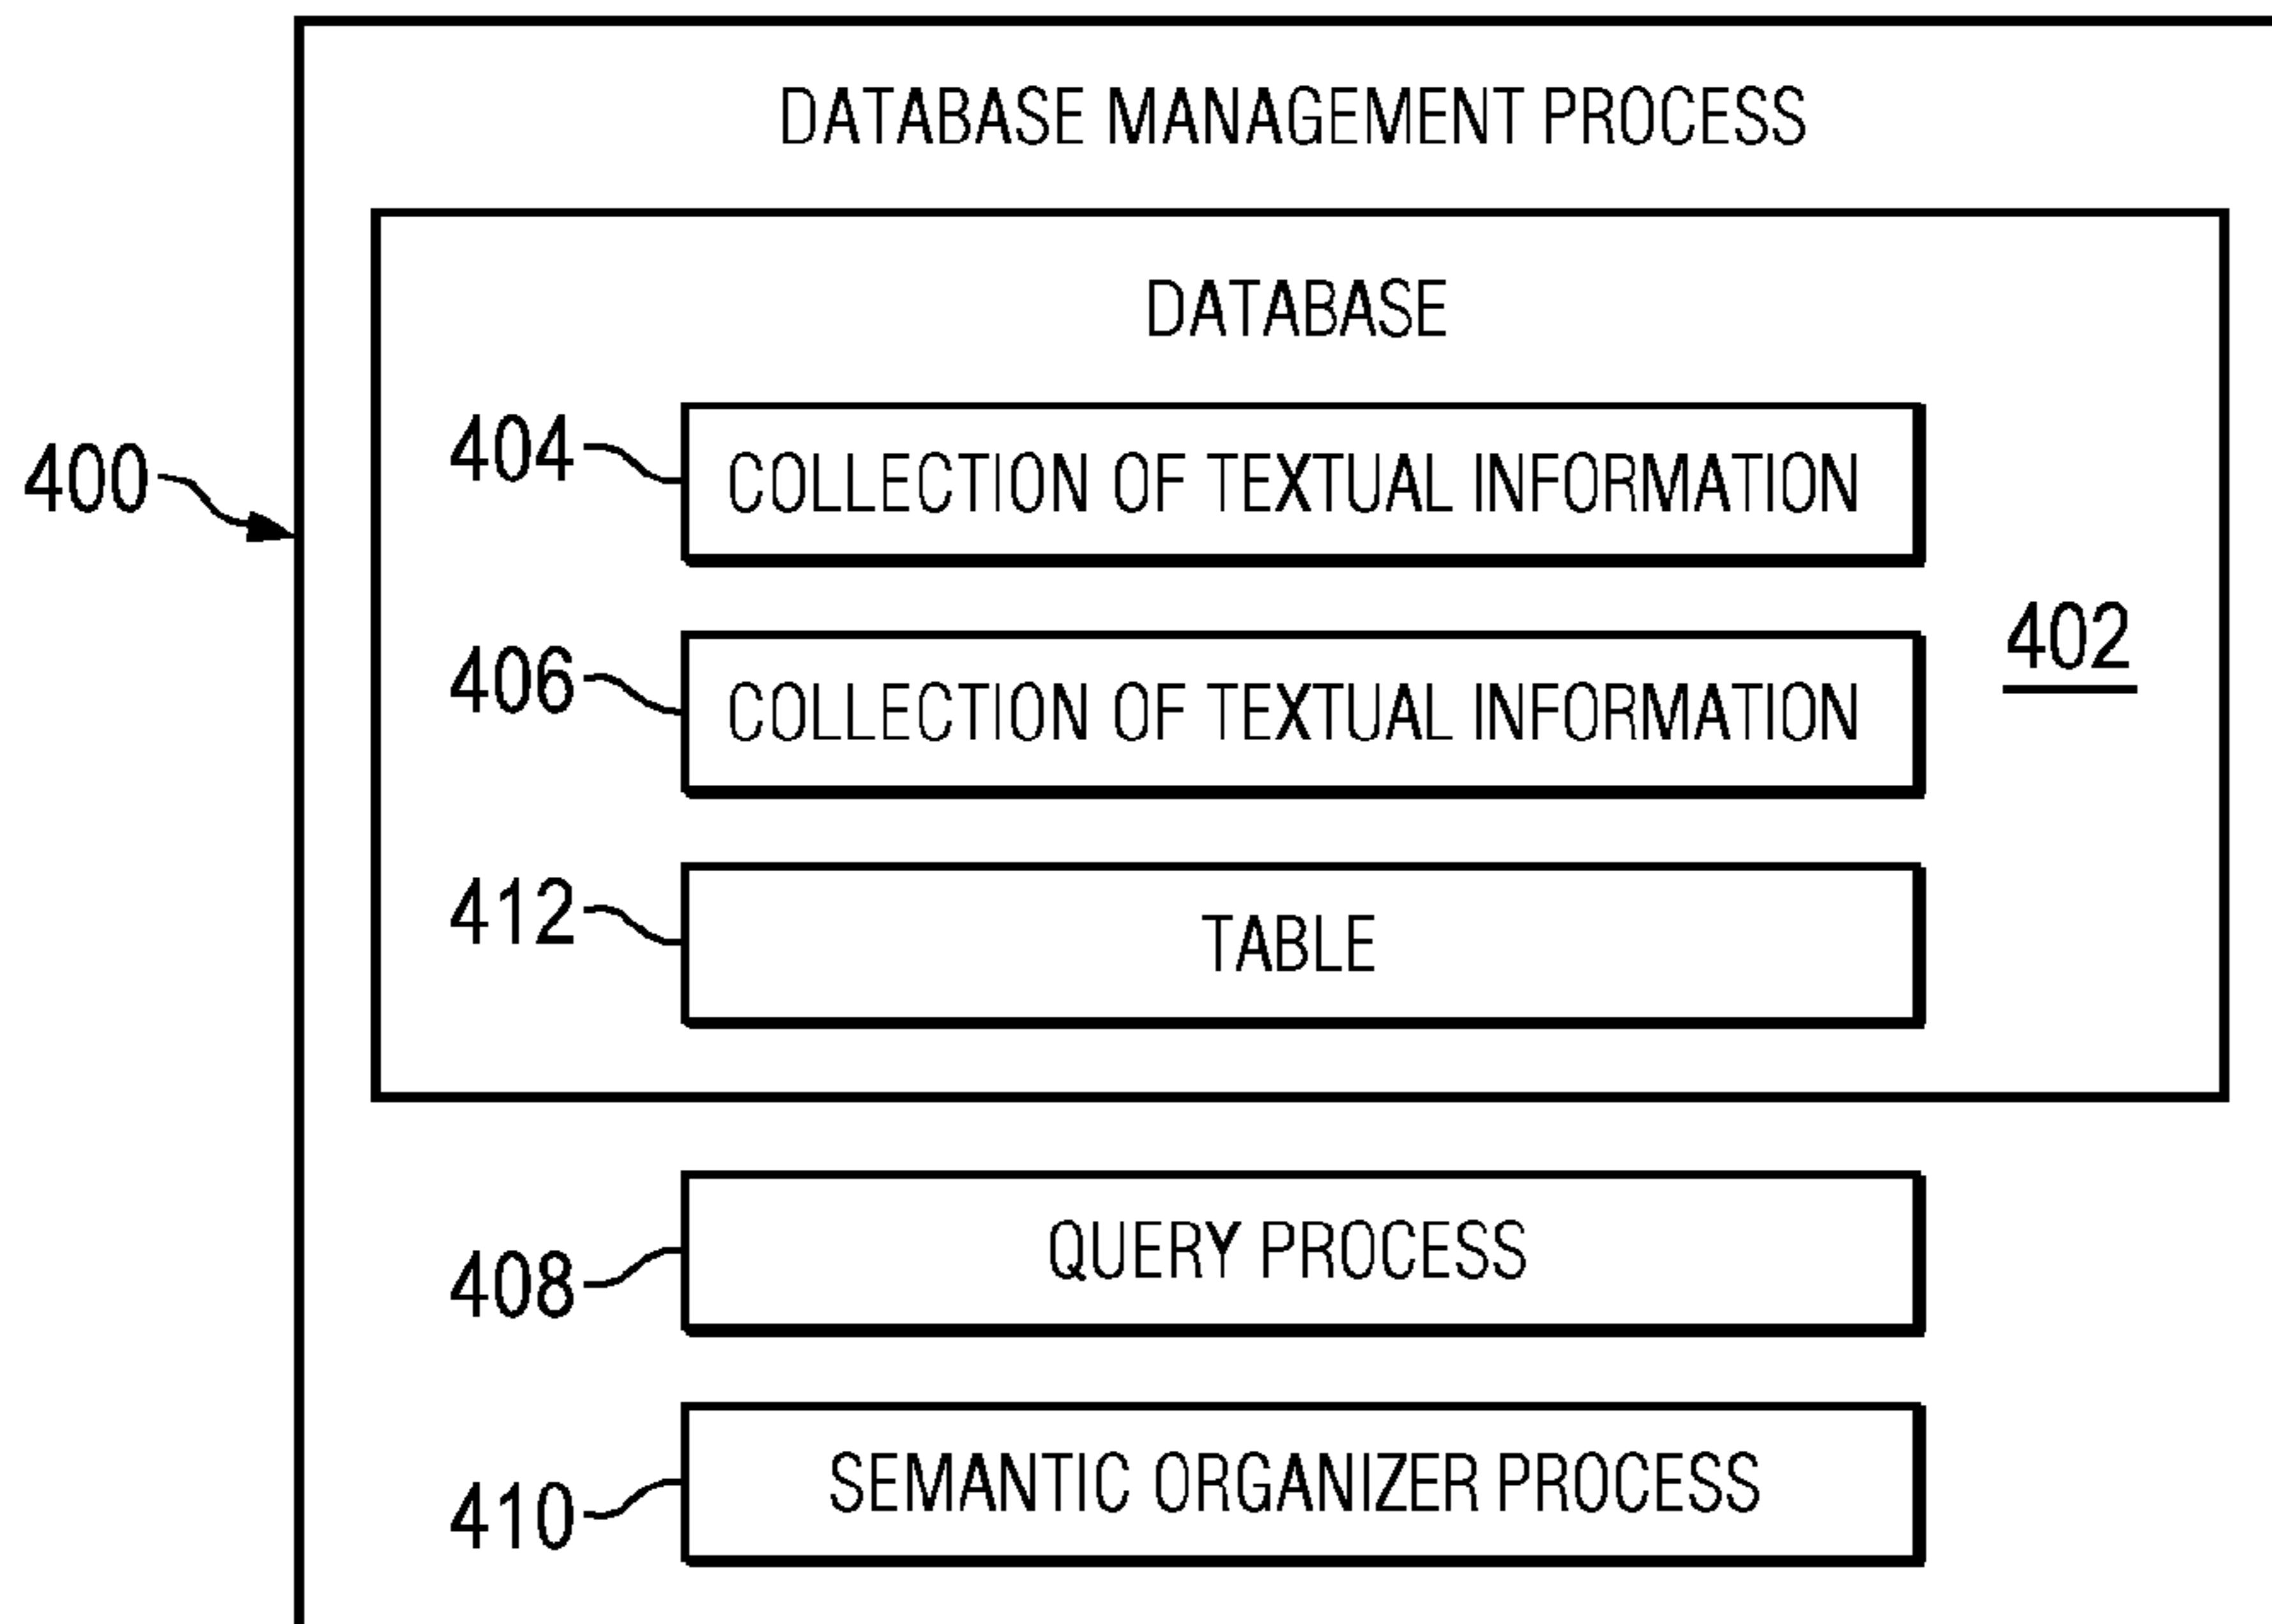 DATABASE MANAGEMENT PROCESS
DATABASE
404
COLLECTION OF TEXTUAL INFORMATION
400
406
COLLECTION OF TEXTUAL INFORMATION
402
412
TABLE
408
QUERY PROCESS
410
SEMANTIC ORGANIZER PROCESS